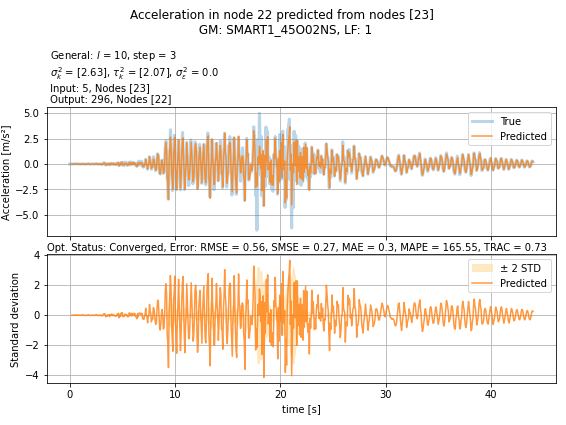 Acceleration in node 22 predicted from nodes [23]
GM: SMART1_45O02NS, LF: 1
General: l = 10, step = 3
σ²ₖ = [2.63], τ²ₖ = [2.07], σ²ε = 0.0
Input: 5, Nodes [23]
Output: 296, Nodes [22]
5.0
2.5
0.0
−2.5
−5.0
Acceleration [m/s²]
True
Predicted
Opt. Status: Converged, Error: RMSE = 0.56, SMSE = 0.27, MAE = 0.3, MAPE = 165.55, TRAC = 0.73
4
2
0
−2
−4
Standard deviation
± 2 STD
Predicted
0 10 20 30 40
time [s]